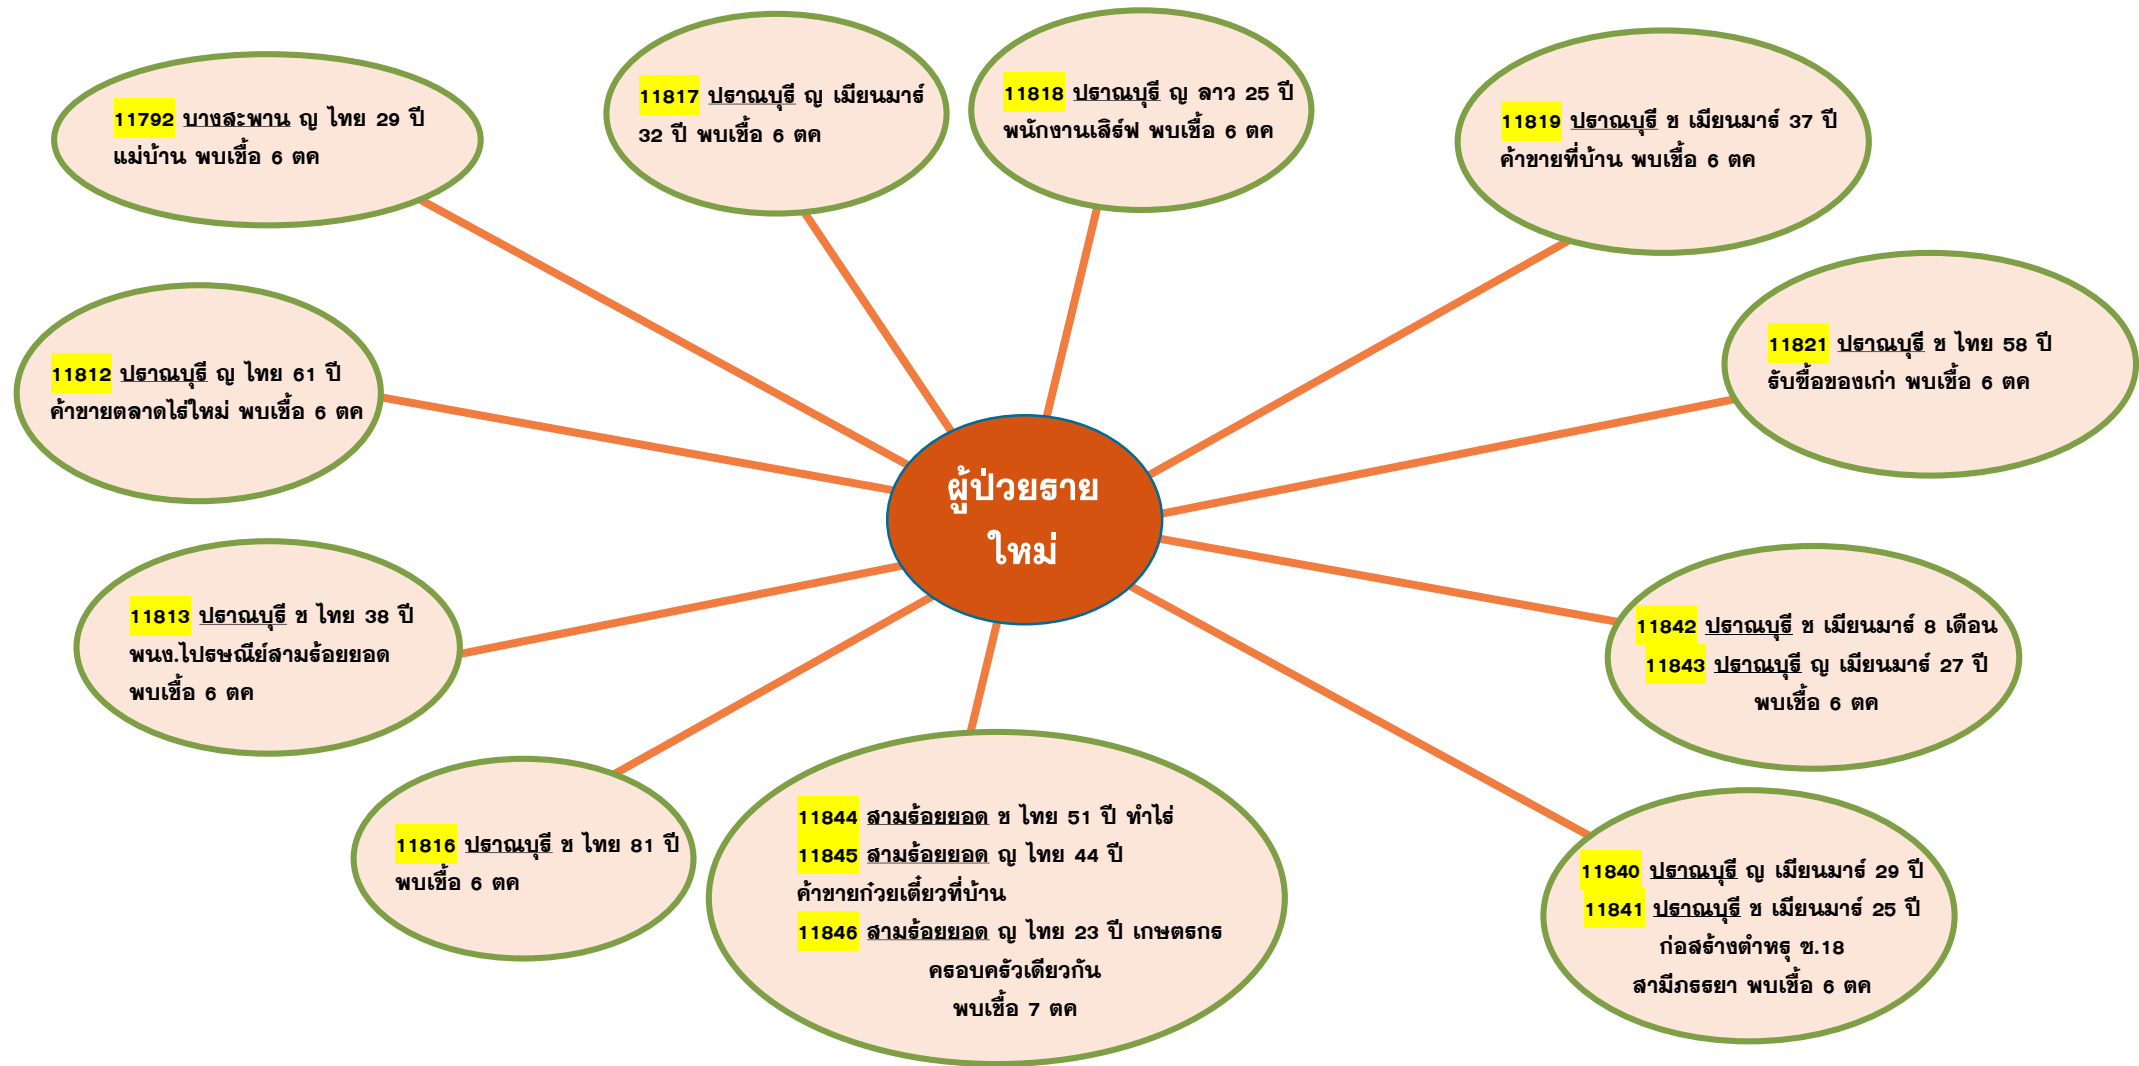 11792 บางสะพาน ญ ไทย 29 ปี
แม่บ้าน พบเชื้อ 6 ตค
11817 ปราณบุรี ญ เมียนมาร์
32 ปี พบเชื้อ 6 ตค
11818 ปราณบุรี ญ ลาว 25 ปี
พนักงานเสิร์ฟ พบเชื้อ 6 ตค
11819 ปราณบุรี ช เมียนมาร์ 37 ปี
ค้าขายที่บ้าน พบเชื้อ 6 ตค
11812 ปราณบุรี ญ ไทย 61 ปี
ค้าขายตลาดไร่ใหม่ พบเชื้อ 6 ตค
11821 ปราณบุรี ช ไทย 58 ปี
รับซื้อของเก่า พบเชื้อ 6 ตค
ผู้ป่วยราย
ใหม่
11813 ปราณบุรี ช ไทย 38 ปี
พนง.ไปรษณีย์สามร้อยยอด
พบเชื้อ 6 ตค
11842 ปราณบุรี ช เมียนมาร์ 8 เดือน
11843 ปราณบุรี ญ เมียนมาร์ 27 ปี
พบเชื้อ 6 ตค
11816 ปราณบุรี ช ไทย 81 ปี
พบเชื้อ 6 ตค
11844 สามร้อยยอด ช ไทย 51 ปี ทำไร่
11845 สามร้อยยอด ญ ไทย 44 ปี
ค้าขายก๋วยเตี๋ยวที่บ้าน
11846 สามร้อยยอด ญ ไทย 23 ปี เกษตรกร
ครอบครัวเดียวกัน
พบเชื้อ 7 ตค
11840 ปราณบุรี ญ เมียนมาร์ 29 ปี
11841 ปราณบุรี ช เมียนมาร์ 25 ปี
ก่อสร้างตำหรุ ซ.18
สามีภรรยา พบเชื้อ 6 ตค